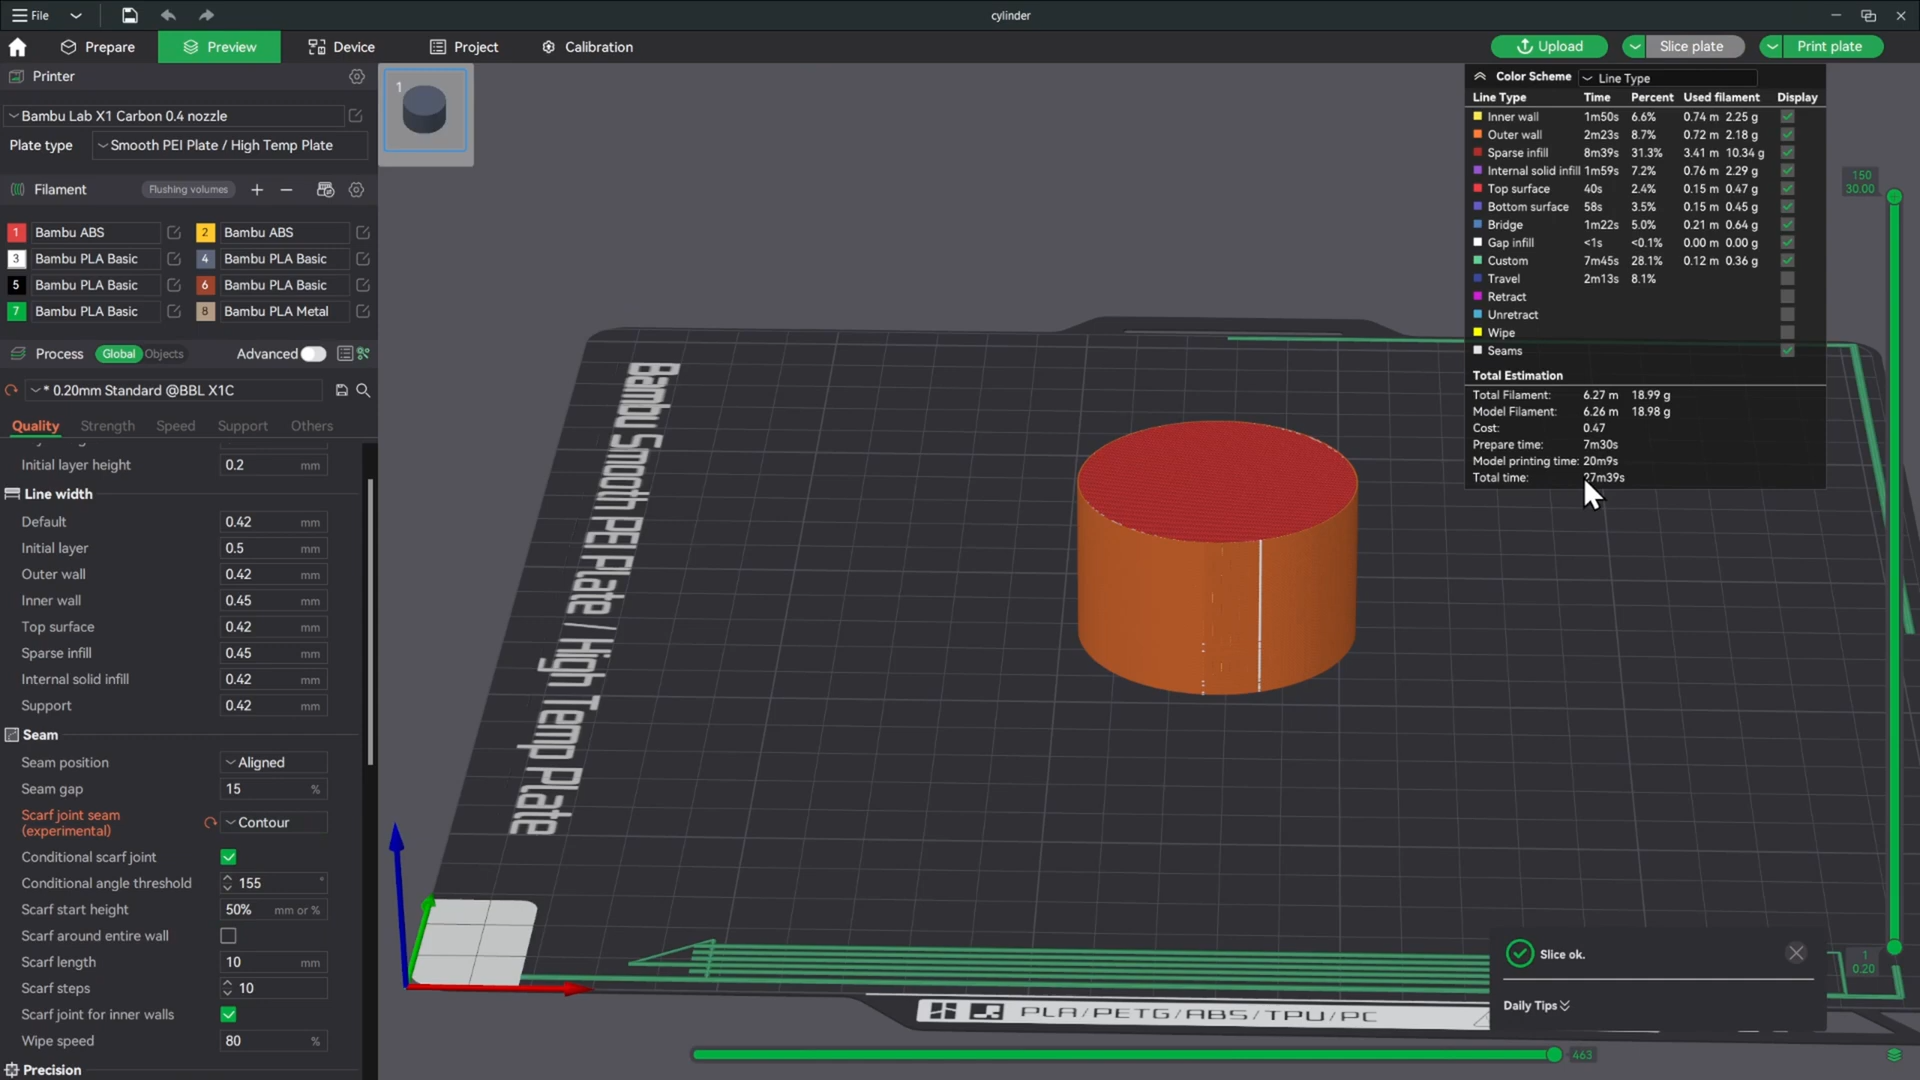 File
cylinder
Prepare
Preview
Device
Project
Calibration
Upload
Slice plate
Print plate
Printer
Bambu Lab X1 Carbon 0.4 nozzle
Plate type
Smooth PEI Plate / High Temp Plate
Filament
Flushing volumes
1 Bambu ABS
2 Bambu ABS
3 Bambu PLA Basic
4 Bambu PLA Basic
5 Bambu PLA Basic
6 Bambu PLA Basic
7 Bambu PLA Basic
8 Bambu PLA Metal
Process Global Objects Advanced
* 0.20mm Standard @BBL X1C
Quality Strength Speed Support Others
Initial layer height 0.2 mm
Line width
Default 0.42 mm
Initial layer 0.5 mm
Outer wall 0.42 mm
Inner wall 0.45 mm
Top surface 0.42 mm
Sparse infill 0.45 mm
Internal solid infill 0.42 mm
Support 0.42 mm
Seam
Seam position Aligned
Seam gap 15 %
Scarf joint seam
(experimental) Contour
Conditional scarf joint
Conditional angle threshold 155 °
Scarf start height 50% mm or %
Scarf around entire wall
Scarf length 10 mm
Scarf steps 10
Scarf joint for inner walls
Wipe speed 80 %
Precision
1
Bambu Smooth PEI Plate / High Temp Plate
PLA/PETG/ABS/TPU/PC
Color Scheme Line Type
Line Type Time Percent Used filament Display
Inner wall 1m50s 6.6% 0.74 m 2.25 g
Outer wall 2m23s 8.7% 0.72 m 2.18 g
Sparse infill 8m39s 31.3% 3.41 m 10.34 g
Internal solid infill 1m59s 7.2% 0.76 m 2.29 g
Top surface 40s 2.4% 0.15 m 0.47 g
Bottom surface 58s 3.5% 0.15 m 0.45 g
Bridge 1m22s 5.0% 0.21 m 0.64 g
Gap infill <1s <0.1% 0.00 m 0.00 g
Custom 7m45s 28.1% 0.12 m 0.36 g
Travel 2m13s 8.1%
Retract
Unretract
Wipe
Seams
Total Estimation
Total Filament: 6.27 m 18.99 g
Model Filament: 6.26 m 18.98 g
Cost: 0.47
Prepare time: 7m30s
Model printing time: 20m9s
Total time: 27m39s
150
30.00
1
0.20
Slice ok.
Daily Tips
463